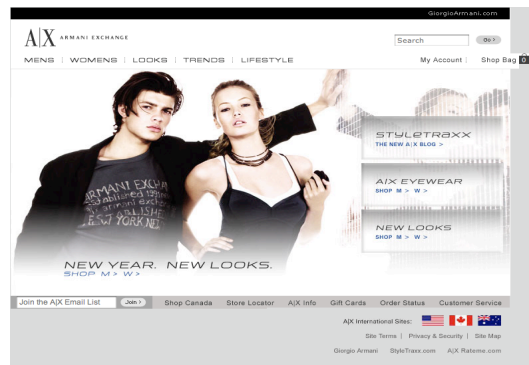 GiorgioArmani.com
A|X ARMANI EXCHANGE
Search Go >
MENS | WOMENS | LOOKS | TRENDS | LIFESTYLE
My Account | Shop Bag 0
STYLETRAXX
THE NEW A|X BLOG >
A|X EYEWEAR
SHOP M > W >
NEW LOOKS
SHOP M > W >
ARMANI EXCHA
NEW YEAR. NEW LOOKS.
SHOP M > W >
Join the A|X Email List Join > Shop Canada Store Locator A|X Info Gift Cards Order Status Customer Service
A|X International Sites:
Site Terms | Privacy & Security | Site Map
Giorgio Armani StyleTraxx.com A|X Rateme.com